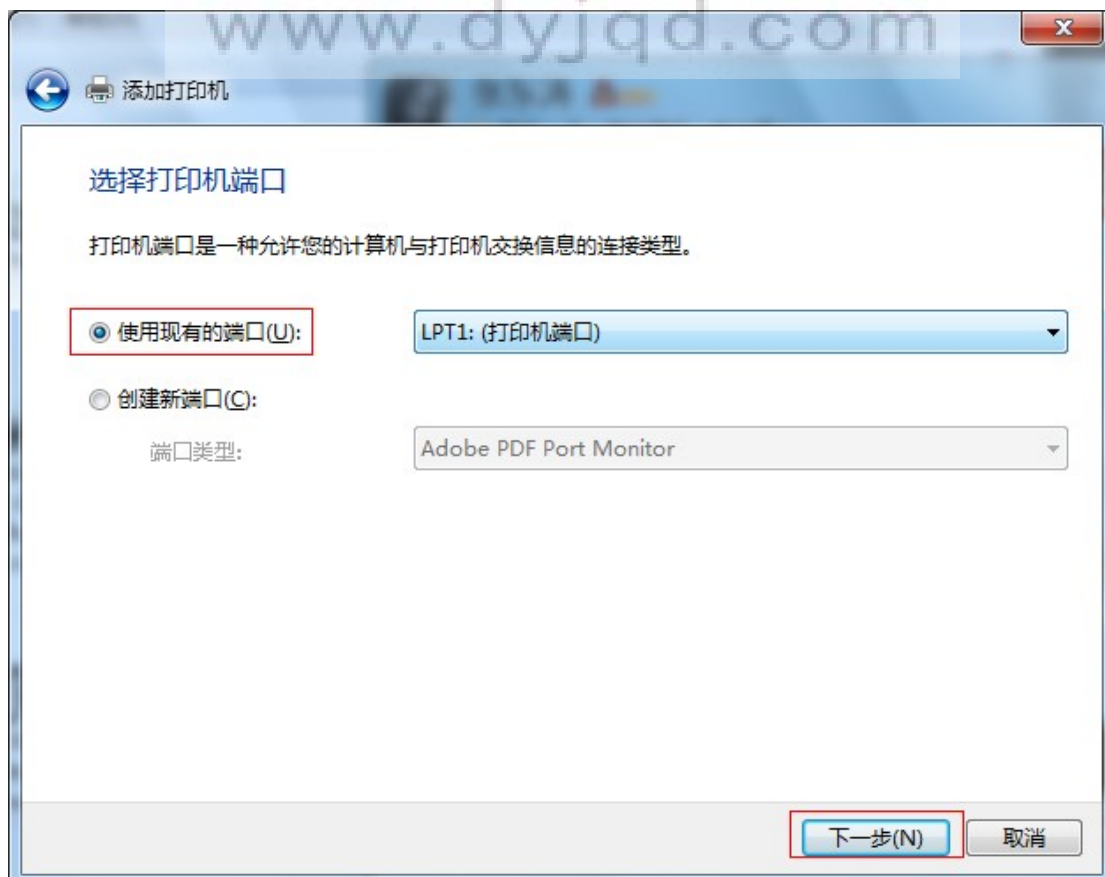 www.dyjqd.com
添加打印机
选择打印机端口
打印机端口是一种允许您的计算机与打印机交换信息的连接类型。
使用现有的端口(U):
LPT1: (打印机端口)
创建新端口(C):
端口类型:
Adobe PDF Port Monitor
下一步(N)
取消